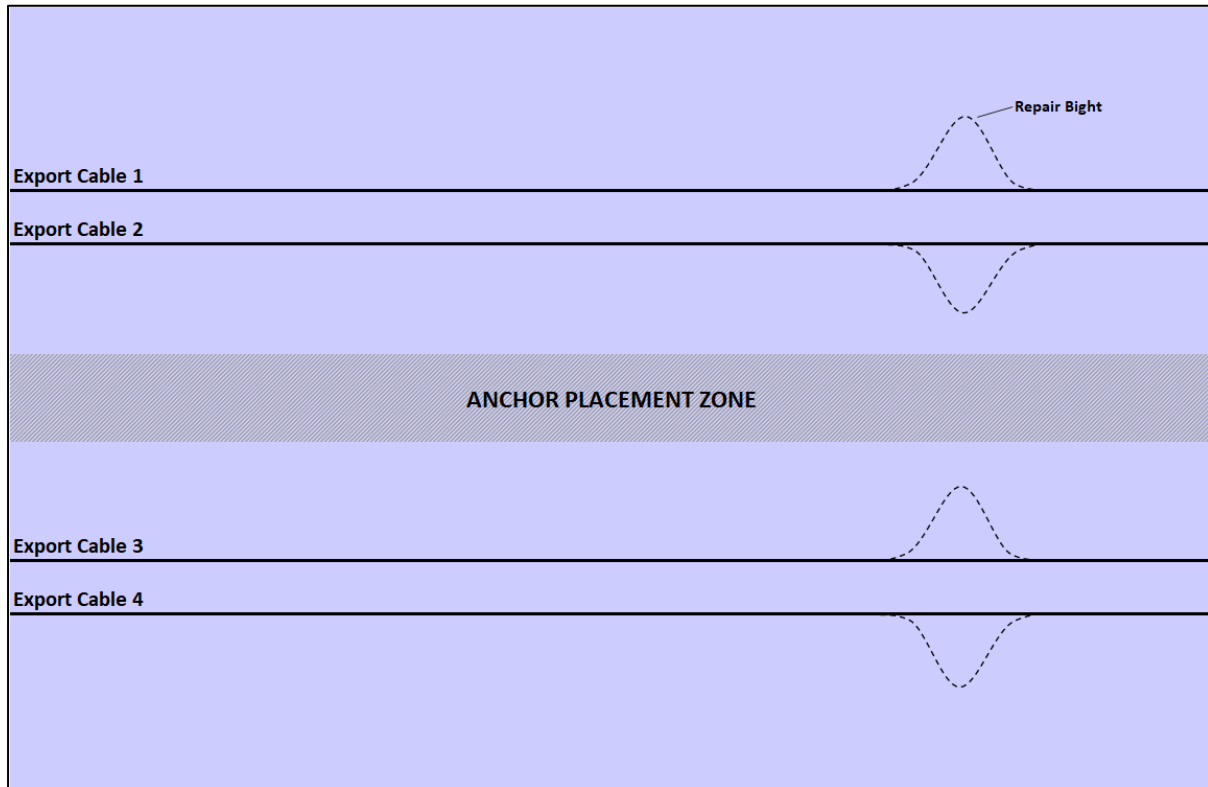 Repair Bight
Export Cable 1
Export Cable 2
ANCHOR PLACEMENT ZONE
Export Cable 3
Export Cable 4